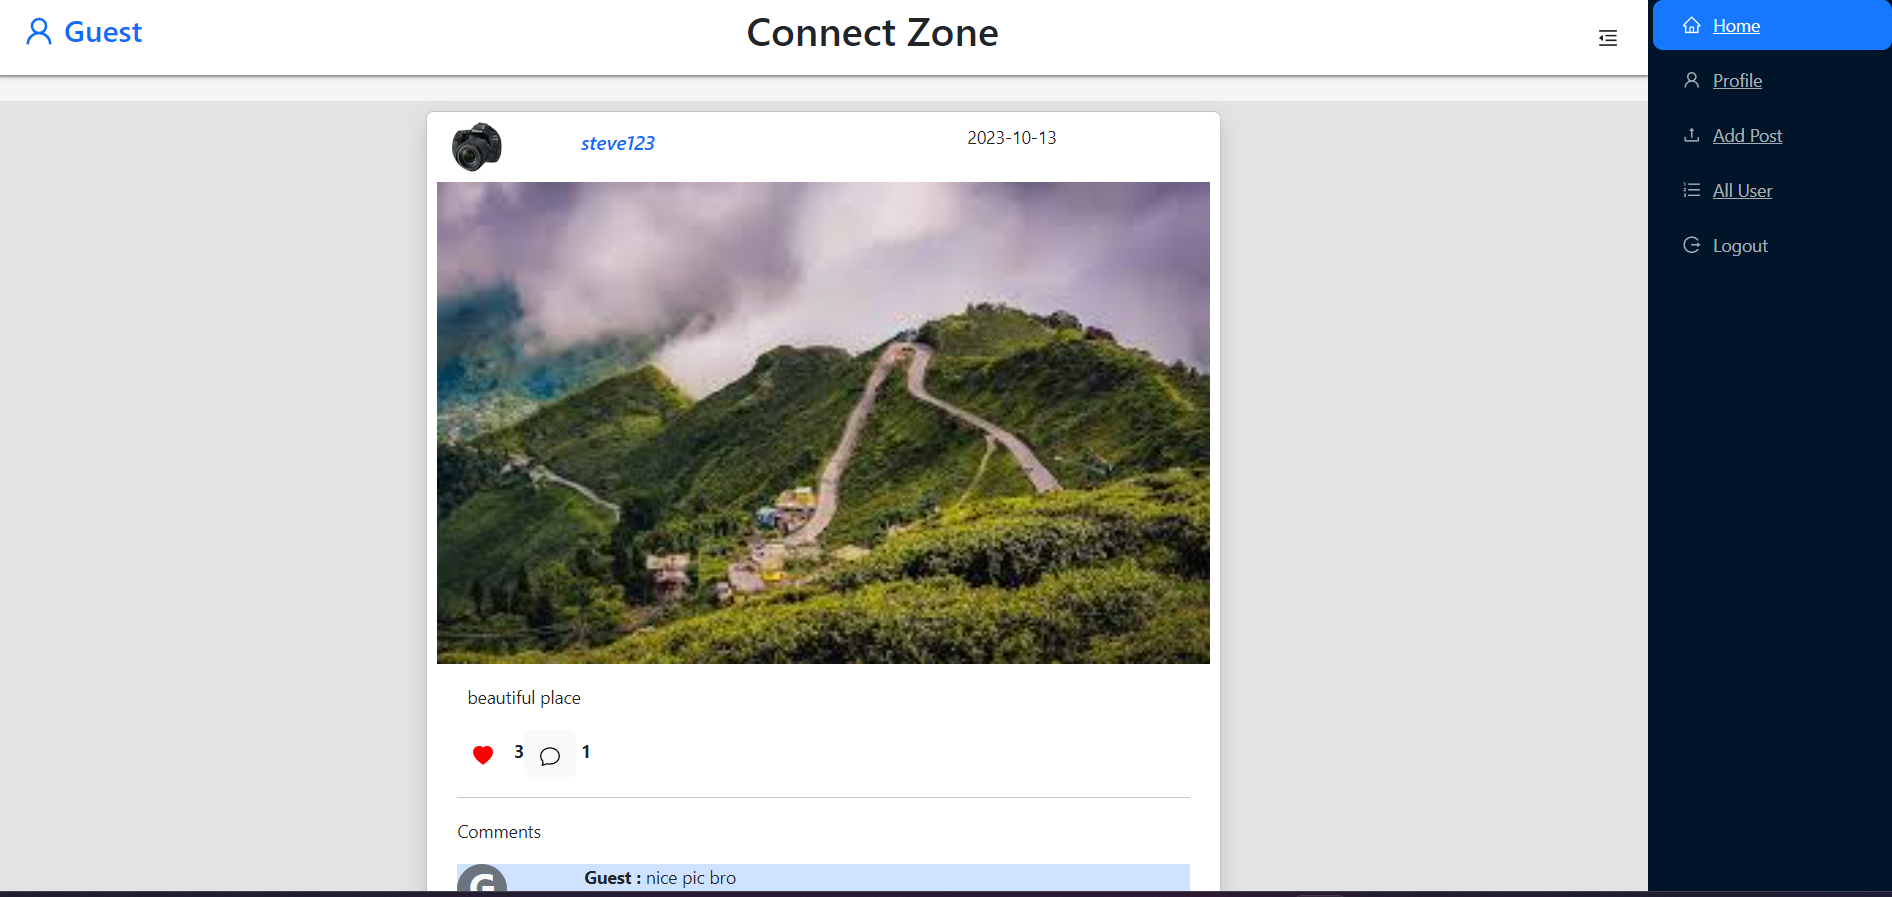 Guest
Connect Zone
Home
Profile
Add Post
All User
Logout
steve123
2023-10-13
beautiful place
3 1
Comments
G
Guest : nice pic bro